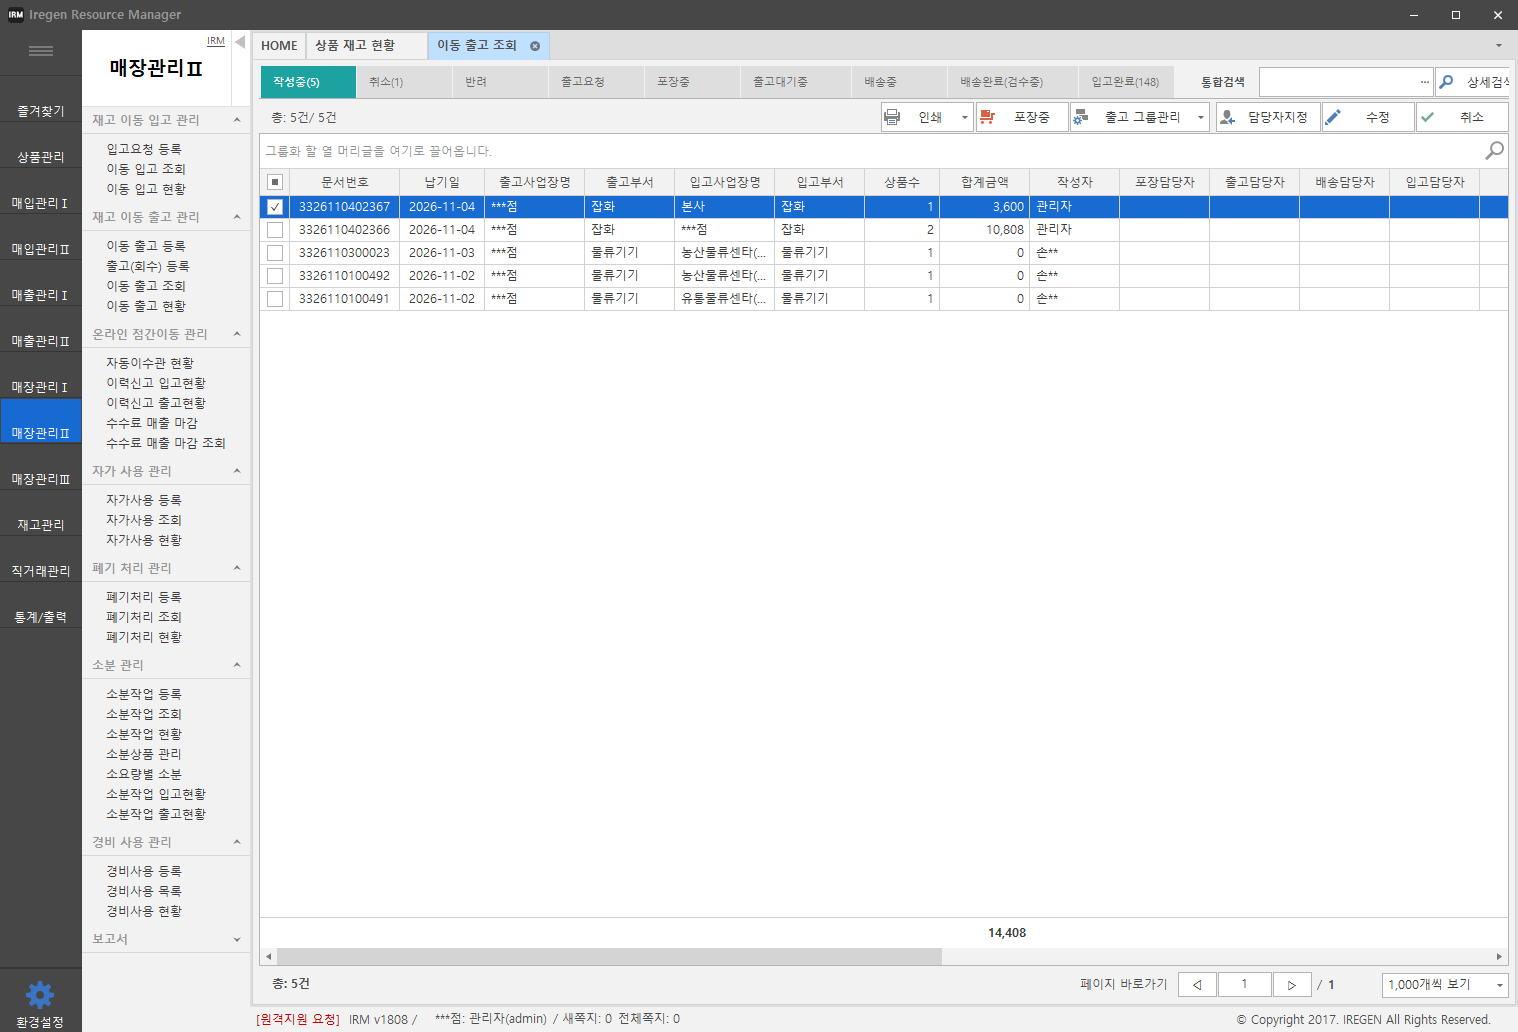 IRM Iregen Resource Manager
IRM
매장관리Ⅱ
즐겨찾기
상품관리
매입관리Ⅰ
매입관리Ⅱ
매출관리Ⅰ
매출관리Ⅱ
매장관리Ⅰ
매장관리Ⅱ
매장관리Ⅲ
재고관리
직거래관리
통계/출력
환경설정
재고 이동 입고 관리
입고요청 등록
이동 입고 조회
이동 입고 현황
재고 이동 출고 관리
이동 출고 등록
출고(회수) 등록
이동 출고 조회
이동 출고 현황
온라인 점간이동 관리
자동이수관 현황
이력신고 입고현황
이력신고 출고현황
수수료 매출 마감
수수료 매출 마감 조회
자가 사용 관리
자가사용 등록
자가사용 조회
자가사용 현황
폐기 처리 관리
폐기처리 등록
폐기처리 조회
폐기처리 현황
소분 관리
소분작업 등록
소분작업 조회
소분작업 현황
소분상품 관리
소요량별 소분
소분작업 입고현황
소분작업 출고현황
경비 사용 관리
경비사용 등록
경비사용 목록
경비사용 현황
보고서
HOME 상품 재고 현황 이동 출고 조회
작성중(5) 취소(1) 반려 출고요청 포장중 출고대기중 배송중 배송완료(검수중) 입고완료(148) 통합검색 ... 상세검색
총: 5건/ 5건 인쇄 포장중 출고 그룹관리 담당자지정 수정 취소
그룹화 할 열 머리글을 여기로 끌어옵니다.
문서번호 납기일 출고사업장명 출고부서 입고사업장명 입고부서 상품수 합계금액 작성자 포장담당자 출고담당자 배송담당자 입고담당자
3326110402367 2026-11-04 ***점 잡화 본사 잡화 1 3,600 관리자
3326110402366 2026-11-04 ***점 잡화 ***점 잡화 2 10,808 관리자
3326110300023 2026-11-03 ***점 물류기기 농산물류센타(... 물류기기 1 0 손**
3326110100492 2026-11-02 ***점 물류기기 농산물류센타(... 물류기기 1 0 손**
3326110100491 2026-11-02 ***점 물류기기 유통물류센타(... 물류기기 1 0 손**
14,408
총: 5건 페이지 바로가기 1 / 1 1,000개씩 보기
[원격지원 요청] IRM v1808 / ***점: 관리자(admin) / 새쪽지: 0 전체쪽지: 0 © Copyright 2017. IREGEN All Rights Reserved.